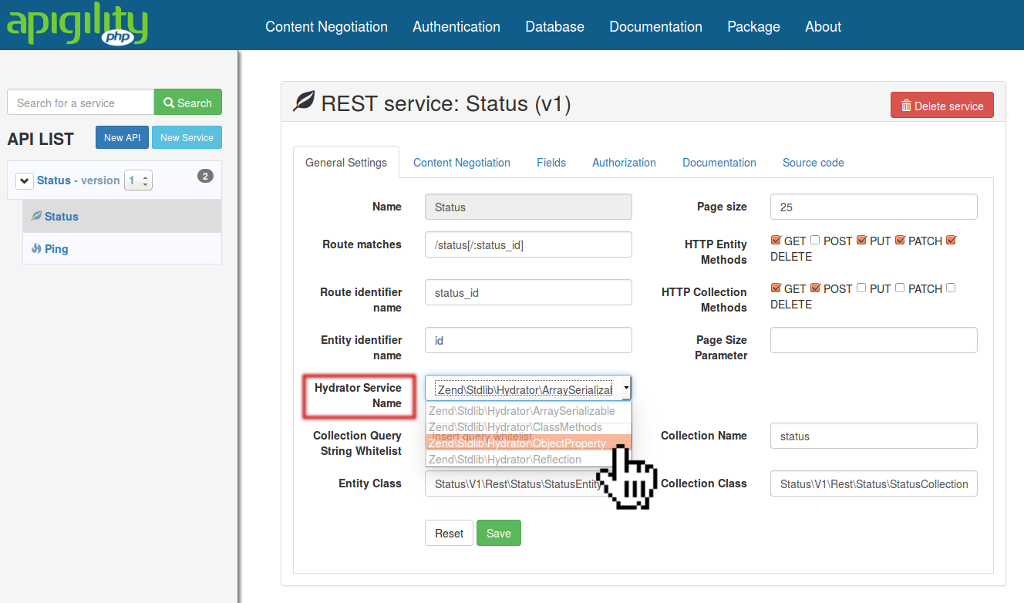 apigility
php
Content Negotiation
Authentication
Database
Documentation
Package
About
Search for a service
Search
API LIST
New API
New Service
Status - version 1
2
Status
Ping
REST service: Status (v1)
Delete service
General Settings
Content Negotiation
Fields
Authorization
Documentation
Source code
Name
Status
Page size
25
Route matches
/status[/:status_id]
HTTP Entity
Methods
GET POST PUT PATCH
DELETE
Route identifier
name
status_id
HTTP Collection
Methods
GET POST PUT PATCH
DELETE
Entity identifier
name
id
Page Size
Parameter
Hydrator Service
Name
Zend\Stdlib\Hydrator\ArraySerializal
Zend\Stdlib\Hydrator\ArraySerializable
Zend\Stdlib\Hydrator\ClassMethods
Insert query whitelist
Zend\Stdlib\Hydrator\ObjectProperty
Zend\Stdlib\Hydrator\Reflection
Collection Query
String Whitelist
Collection Name
status
Entity Class
Status\V1\Rest\Status\StatusEntity
Collection Class
Status\V1\Rest\Status\StatusCollection
Reset
Save